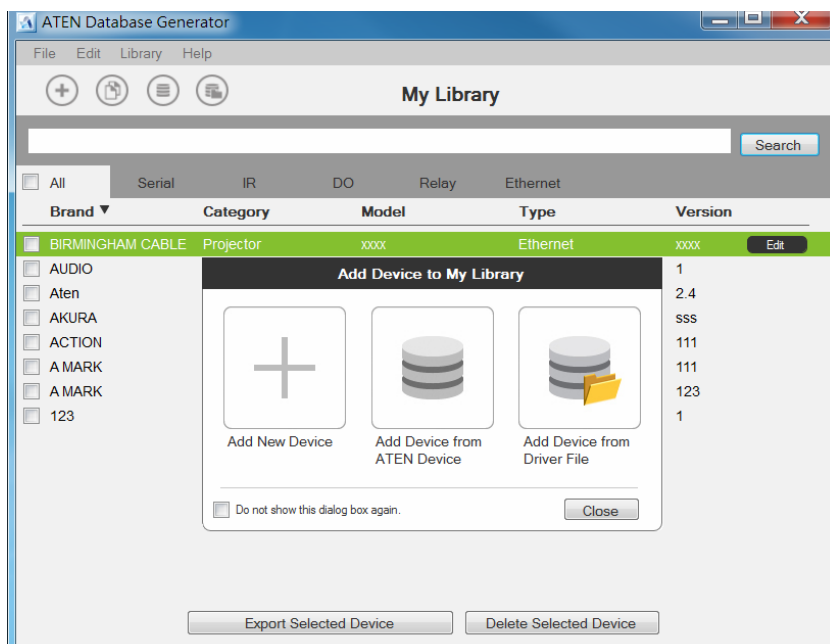 ATEN Database Generator
File Edit Library Help
My Library
Search
All Serial IR DO Relay Ethernet
Brand ▼ Category Model Type Version
BIRMINGHAM CABLE Projector xxxx Ethernet xxxx Edit
AUDIO 1
Aten 2.4
AKURA sss
ACTION 111
A MARK 111
A MARK 123
123 1
Add Device to My Library
Add New Device
Add Device from
ATEN Device
Add Device from
Driver File
Do not show this dialog box again.
Close
Export Selected Device Delete Selected Device